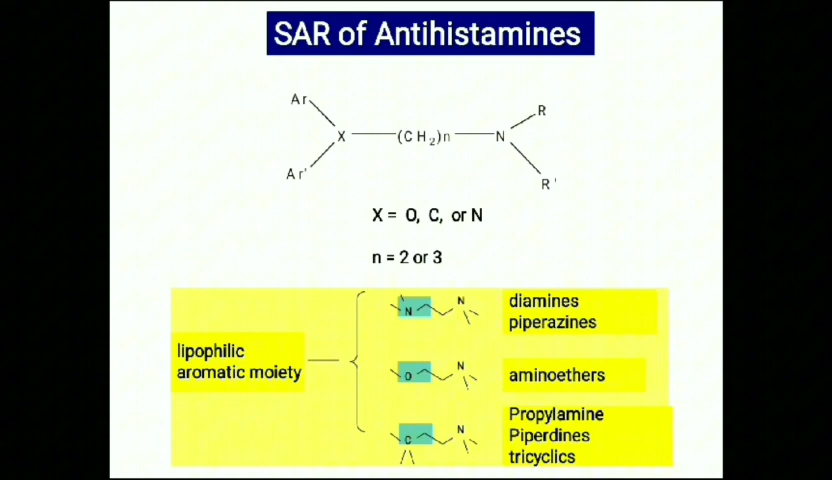 SAR of Antihistamines
Ar
R
X (CH2)n N
Ar'
R'
X = O, C, or N
n = 2 or 3
N
diamines
N
piperazines
lipophilic
aromatic moiety
N
O
aminoethers
Propylamine
N
Piperdines
C
tricyclics